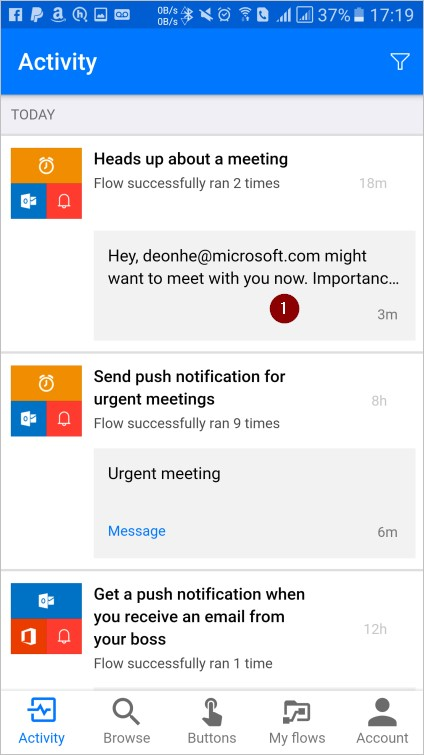 0B/s
0B/s
37%
17:19
Activity
TODAY
Heads up about a meeting
Flow successfully ran 2 times
18m
Hey, deonhe@microsoft.com might
want to meet with you now. Importanc...
1
3m
Send push notification for
urgent meetings
8h
Flow successfully ran 9 times
Urgent meeting
Message
6m
Get a push notification when
you receive an email from
your boss
12h
Flow successfully ran 1 time
Activity
Browse
Buttons
My flows
Account